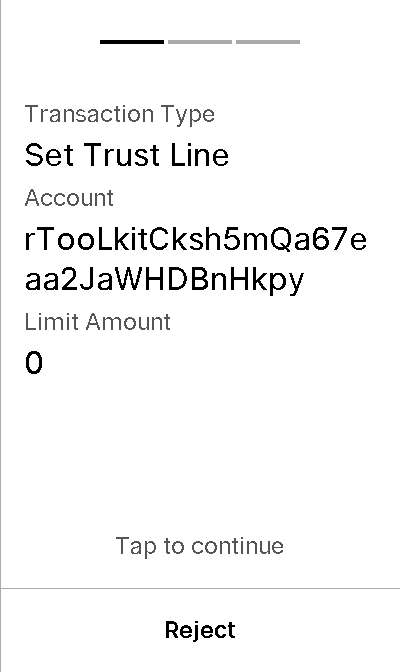 Transaction Type
Set Trust Line
Account
rTooLkitCksh5mQa67e
aa2JaWHDBnHkpy
Limit Amount
0
Tap to continue
Reject